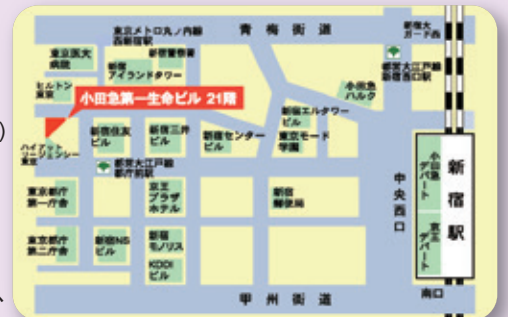 東京メトロ丸ノ内線
西新宿駅
青梅街道
新宿大
ガード西
東京医大
病院
新宿警察署
新宿
アイランドタワー
都営大江戸線
新宿西口駅
ヒルトン
東京
小田急
ハルク
小田急第一生命ビル 21階
新宿エルタワー
ビル
ハイアット
リージェンシー
東京
新宿住友
ビル
新宿三井
ビル
新宿センター
ビル
東京モード
学園
都営大江戸線
都庁前駅
小田急
デパート
新宿駅
東京都庁
第一庁舎
京王
プラザ
ホテル
新宿
郵便局
中央西口
京王
デパート
東京都庁
第二庁舎
新宿NS
ビル
新宿
モノリス
KDDI
ビル
甲州街道
南口
)